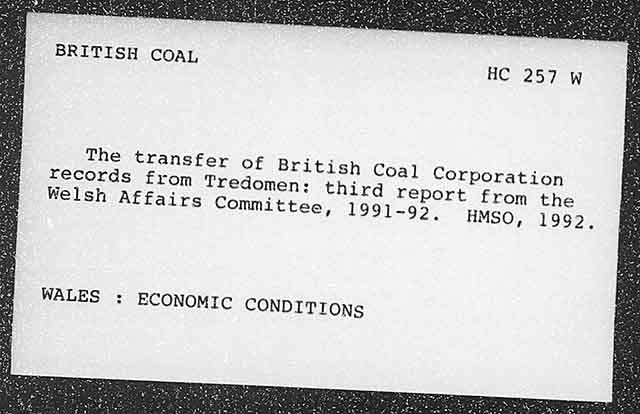 BRITISH COAL
HC 257 W
The transfer of British Coal Corporation
records from Tredomen: third report from the
Welsh Affairs Committee, 1991-92. HMSO, 1992.
WALES : ECONOMIC CONDITIONS